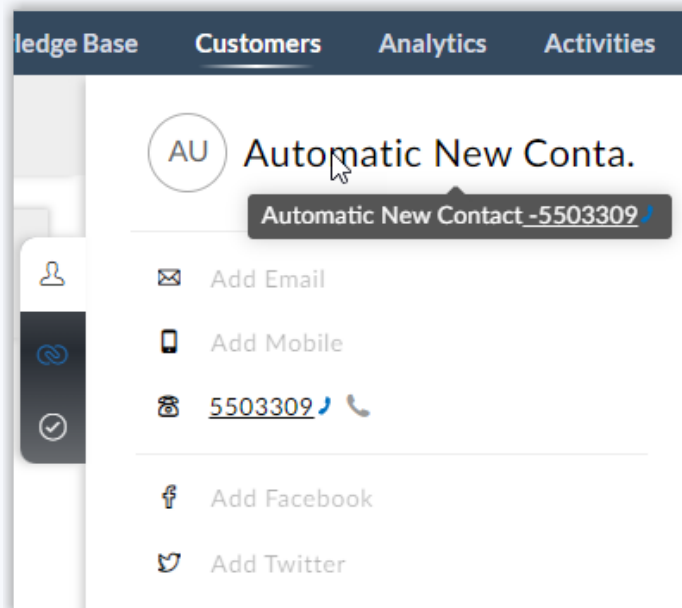 ledge Base Customers Analytics Activities
AU Automatic New Conta.
Automatic New Contact -5503309
Add Email
Add Mobile
5503309
Add Facebook
Add Twitter